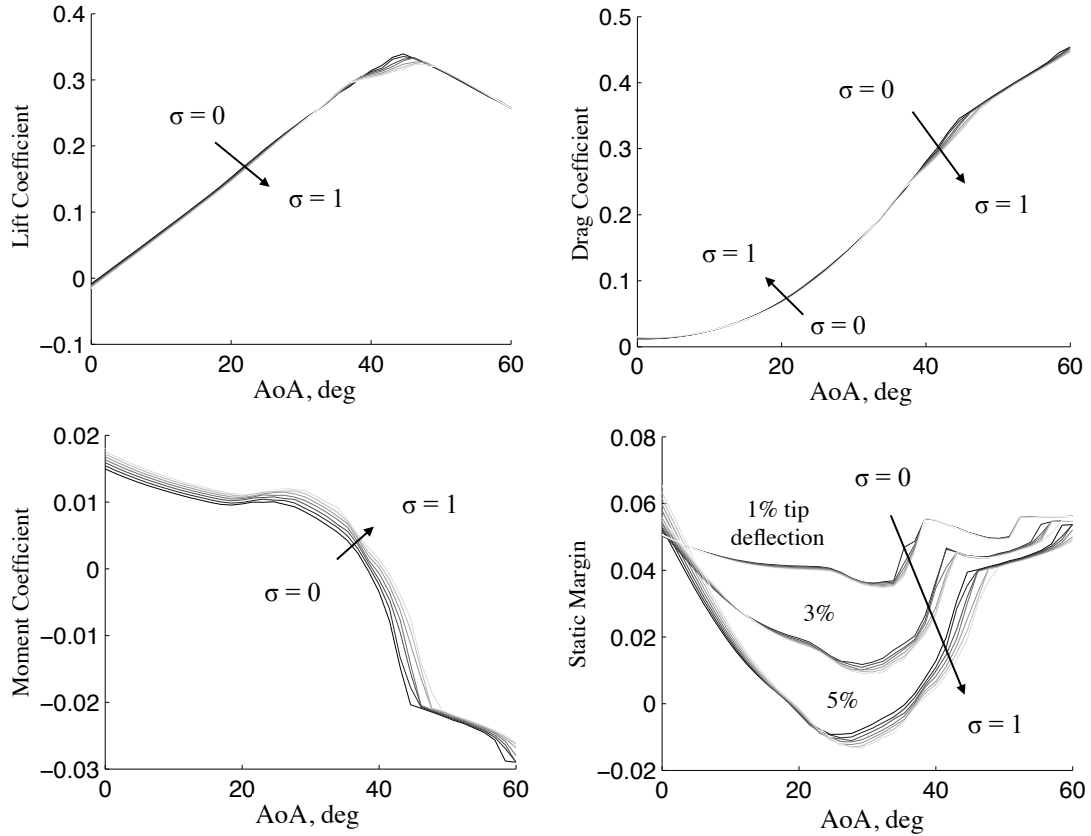 0.4
0.3
0.2
0.1
0
−0.1
Lift Coefficient
σ = 0
σ = 1
0
20
40
60
AoA, deg
0.5
0.4
0.3
0.2
0.1
0
Drag Coefficient
σ = 0
σ = 1
σ = 1
σ = 0
0
20
40
60
AoA, deg
0.02
0.01
0
−0.01
−0.02
−0.03
Moment Coefficient
σ = 1
σ = 0
0
20
40
60
AoA, deg
0.08
0.06
0.04
0.02
0
−0.02
Static Margin
σ = 0
1% tip
deflection
3%
5%
σ = 1
0
20
40
60
AoA, deg